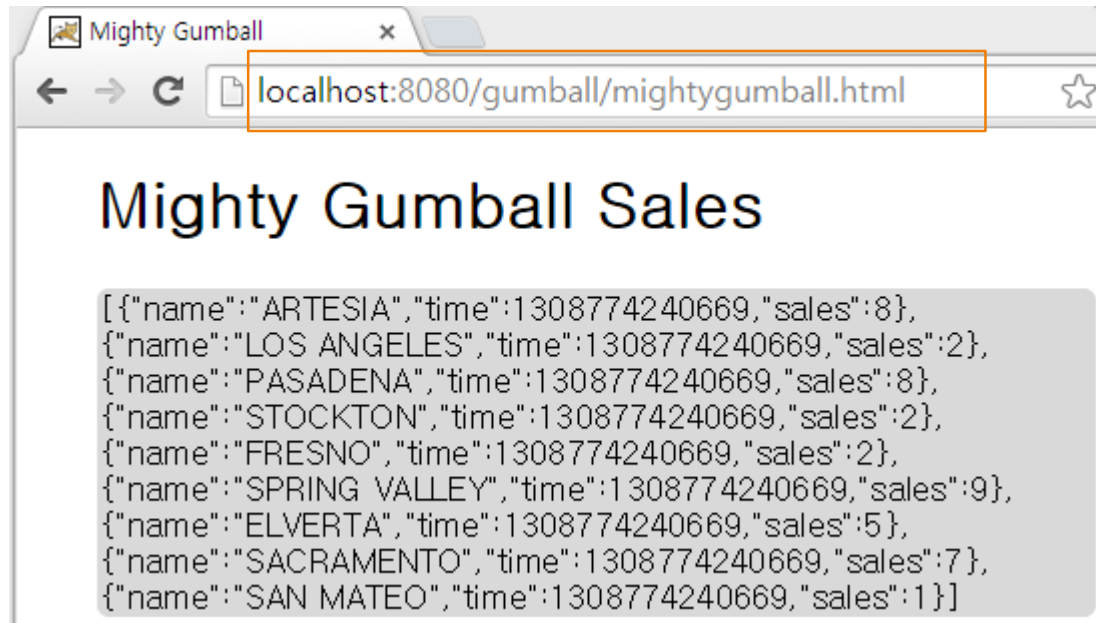 Mighty Gumball
localhost:8080/gumball/mightygumball.html
Mighty Gumball Sales
[{"name":"ARTESIA","time":1308774240669,"sales":8},
{"name":"LOS ANGELES","time":1308774240669,"sales":2},
{"name":"PASADENA","time":1308774240669,"sales":8},
{"name":"STOCKTON","time":1308774240669,"sales":2},
{"name":"FRESNO","time":1308774240669,"sales":2},
{"name":"SPRING VALLEY","time":1308774240669,"sales":9},
{"name":"ELVERTA","time":1308774240669,"sales":5},
{"name":"SACRAMENTO","time":1308774240669,"sales":7},
{"name":"SAN MATEO","time":1308774240669,"sales":1}]